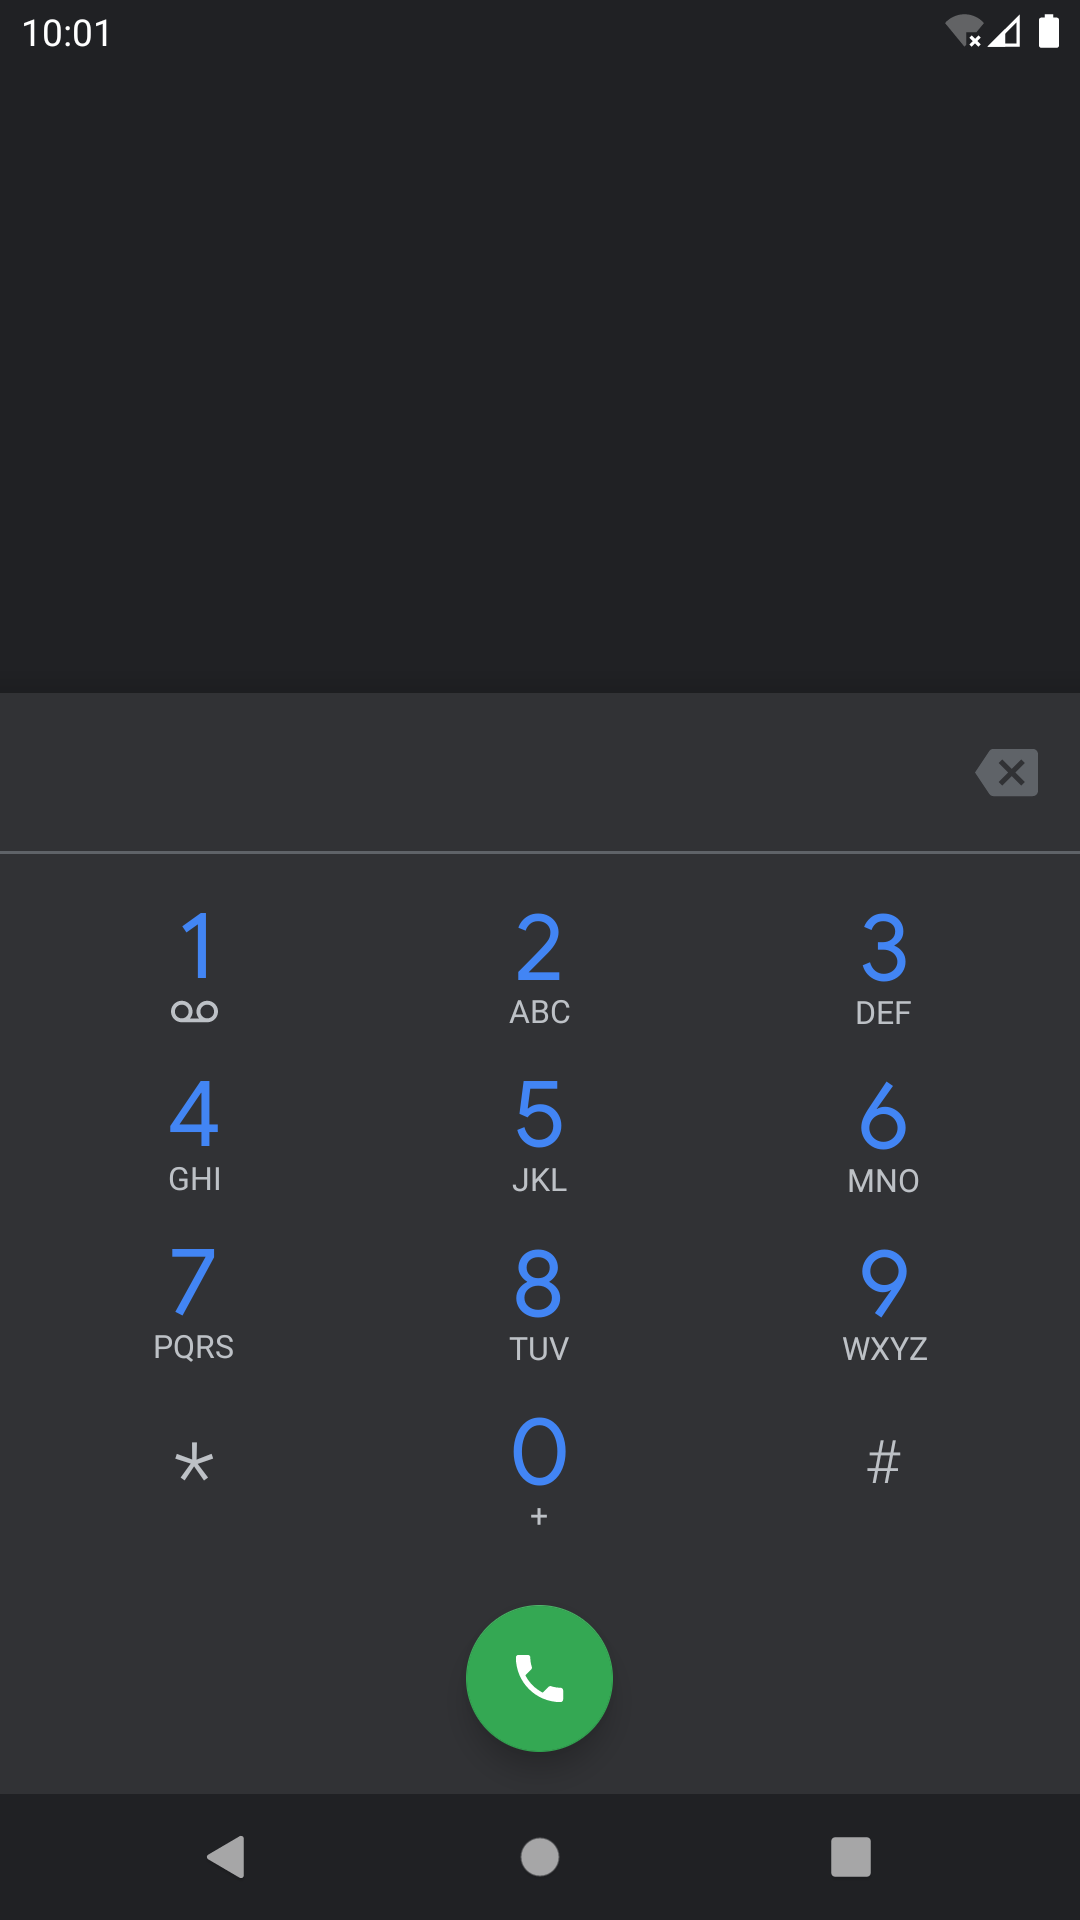 10:01
1 2 3
ABC DEF
4 5 6
GHI JKL MNO
7 8 9
PQRS TUV WXYZ
* 0 #
+